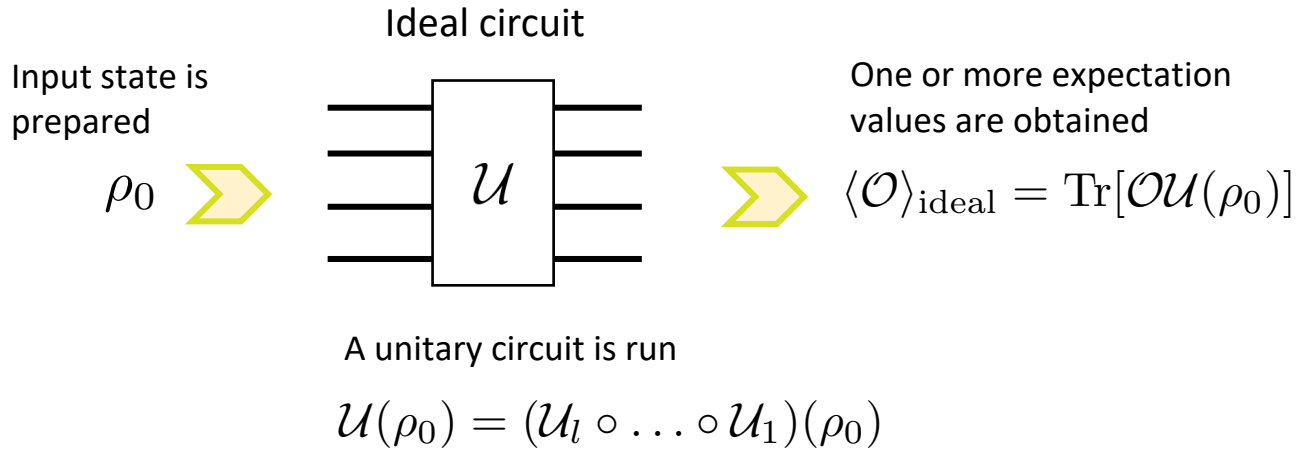 Ideal circuit
Input state is
prepared
ρ₀
𝒰
One or more expectation
values are obtained
⟨𝒪⟩ideal = Tr[𝒪𝒰(ρ₀)]
A unitary circuit is run
𝒰(ρ₀) = (𝒰ₗ ∘ . . . ∘ 𝒰₁)(ρ₀)